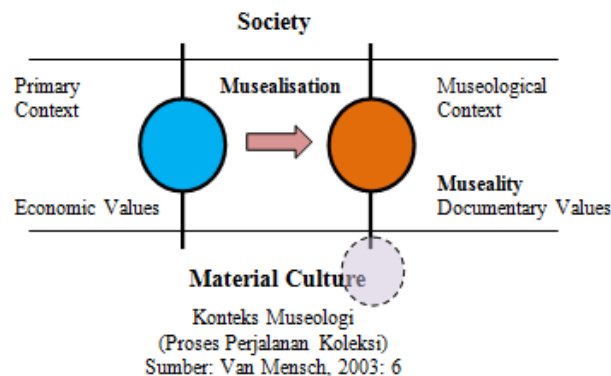 Society
Primary
Context
Musealisation
Museological
Context
Economic Values
Museality
Documentary Values
Material Culture
Konteks Museologi
(Proses Perjalanan Koleksi)
Sumber: Van Mensch, 2003: 6